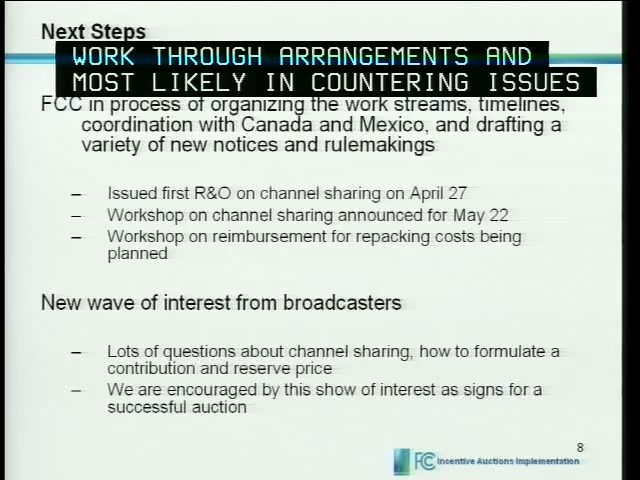 Next Steps
WORK THROUGH ARRANGEMENTS AND
MOST LIKELY IN COUNTERING ISSUES
FCC in process of organizing the work streams, timelines,
coordination with Canada and Mexico, and drafting a
variety of new notices and rulemakings
– Issued first R&O on channel sharing on April 27
– Workshop on channel sharing announced for May 22
– Workshop on reimbursement for repacking costs being
planned
New wave of interest from broadcasters
– Lots of questions about channel sharing, how to formulate a
contribution and reserve price
– We are encouraged by this show of interest as signs for a
successful auction
8
FCC Incentive Auctions Implementation